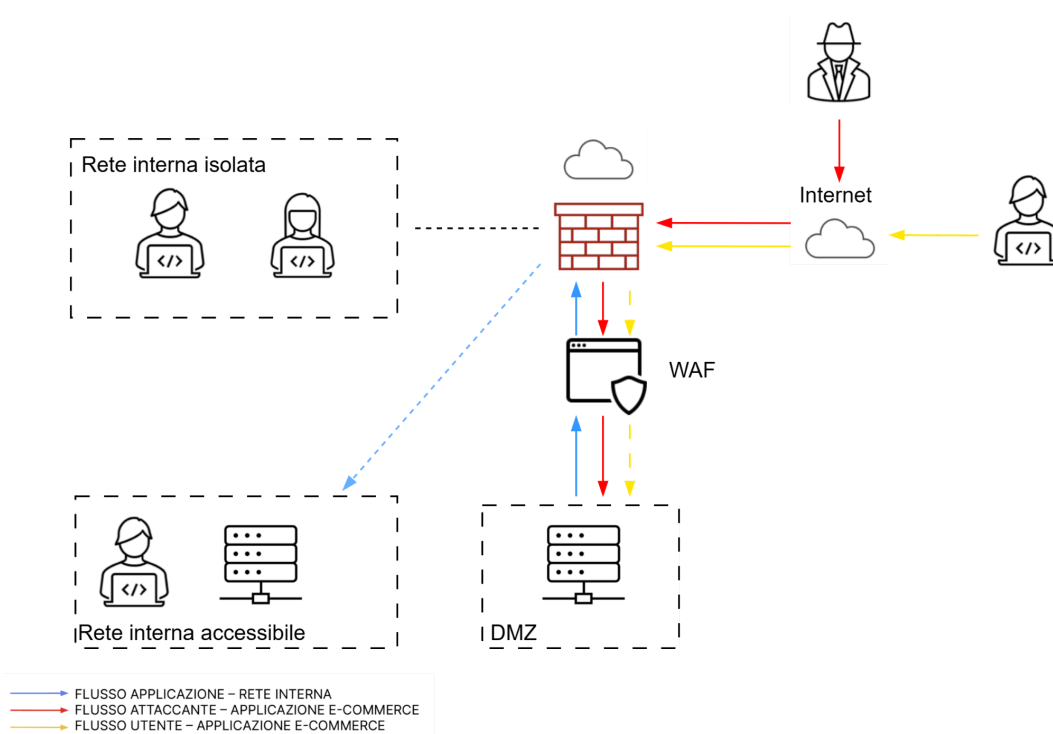 Rete interna isolata
Internet
WAF
Rete interna accessibile
DMZ
FLUSSO APPLICAZIONE – RETE INTERNA
FLUSSO ATTACCANTE – APPLICAZIONE E-COMMERCE
FLUSSO UTENTE – APPLICAZIONE E-COMMERCE